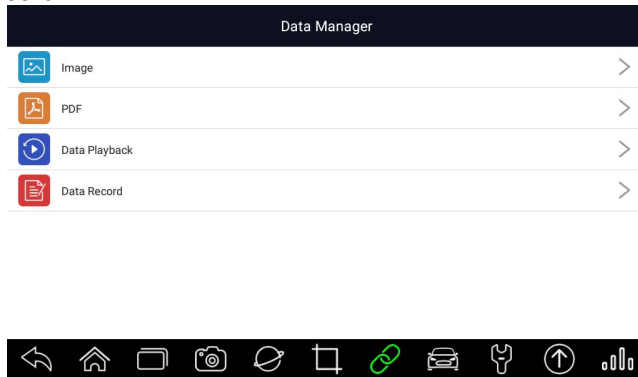 Data Manager
Image
PDF
Data Playback
Data Record